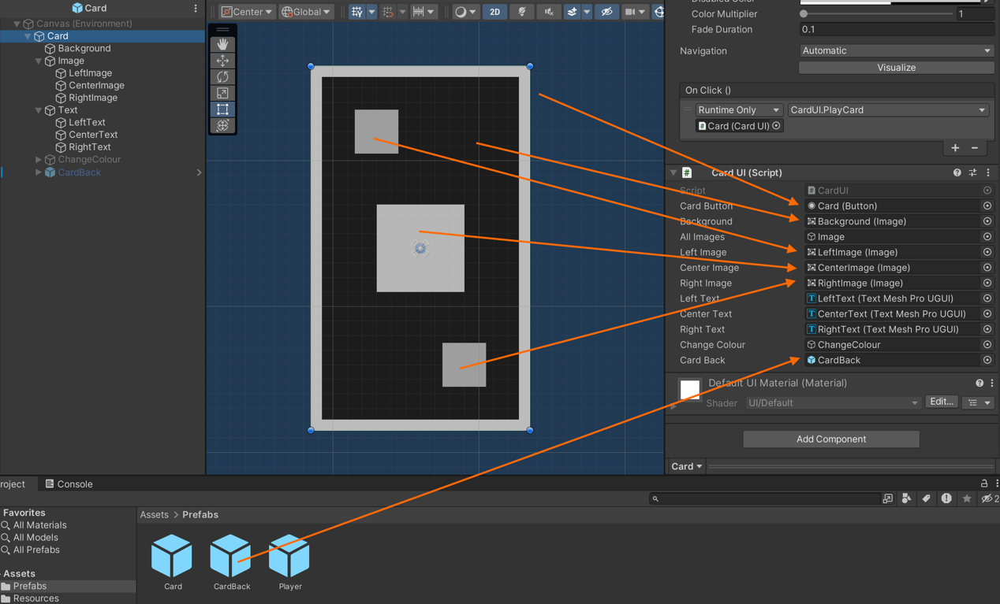 Card
Center
Global
2D
Canvas (Environment)
Card
Background
Image
LeftImage
CenterImage
RightImage
Text
LeftText
CenterText
RightText
ChangeColour
CardBack
Color Multiplier
1
Fade Duration
0.1
Navigation
Automatic
Visualize
On Click ()
Runtime Only
CardUI.PlayCard
Card (Card UI)
Card UI (Script)
Script
CardUI
Card Button
Card (Button)
Background
Background (Image)
All Images
Image
Left Image
LeftImage (Image)
Center Image
CenterImage (Image)
Right Image
RightImage (Image)
Left Text
LeftText (Text Mesh Pro UGUI)
Center Text
CenterText (Text Mesh Pro UGUI)
Right Text
RightText (Text Mesh Pro UGUI)
Change Colour
ChangeColour
Card Back
CardBack
Default UI Material (Material)
Shader
UI/Default
Edit...
Add Component
Card
roject
Console
2
Favorites
All Materials
All Models
All Prefabs
Assets
Prefabs
Resources
Assets > Prefabs
Card
CardBack
Player